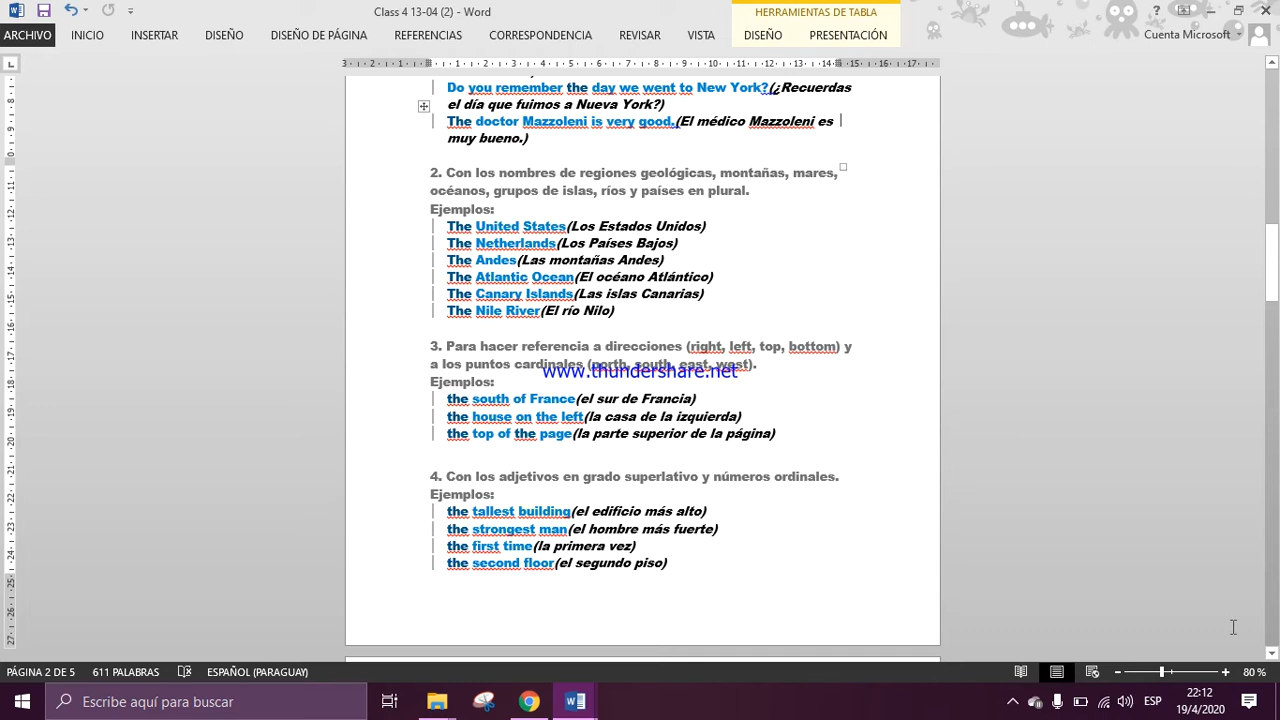 Class 4 13-04 (2) - Word
HERRAMIENTAS DE TABLA
ARCHIVO INICIO INSERTAR DISEÑO DISEÑO DE PÁGINA REFERENCIAS CORRESPONDENCIA REVISAR VISTA DISEÑO PRESENTACIÓN Cuenta Microsoft
Do you remember the day we went to New York?(¿Recuerdas
el día que fuimos a Nueva York?)
The doctor Mazzoleni is very good.(El médico Mazzoleni es
muy bueno.)
2. Con los nombres de regiones geológicas, montañas, mares,
océanos, grupos de islas, ríos y países en plural.
Ejemplos:
The United States(Los Estados Unidos)
The Netherlands(Los Países Bajos)
The Andes(Las montañas Andes)
The Atlantic Ocean(El océano Atlántico)
The Canary Islands(Las islas Canarias)
The Nile River(El río Nilo)
3. Para hacer referencia a direcciones (right, left, top, bottom) y
a los puntos cardinales (north, south, east, west).
www.thundershare.net
Ejemplos:
the south of France(el sur de Francia)
the house on the left(la casa de la izquierda)
the top of the page(la parte superior de la página)
4. Con los adjetivos en grado superlativo y números ordinales.
Ejemplos:
the tallest building(el edificio más alto)
the strongest man(el hombre más fuerte)
the first time(la primera vez)
the second floor(el segundo piso)
PÁGINA 2 DE 5 611 PALABRAS ESPAÑOL (PARAGUAY) 80 %
Escribe aquí para buscar
ESP
22:12
19/4/2020